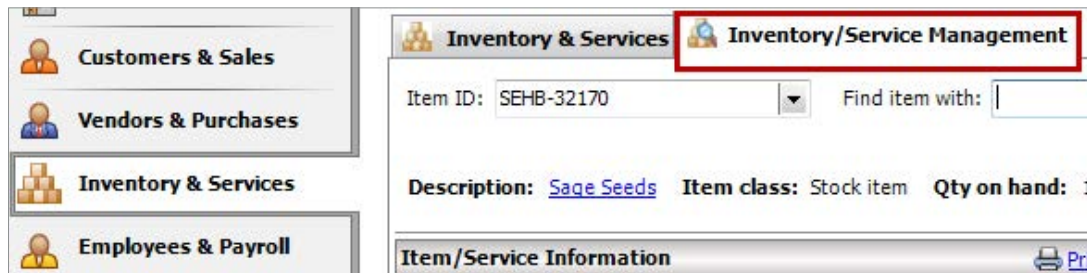 Customers & Sales
Vendors & Purchases
Inventory & Services
Employees & Payroll
Inventory & Services
Inventory/Service Management
Item ID: SEHB-32170
Find item with:
Description: Sage Seeds Item class: Stock item Qty on hand:
Item/Service Information
Pri